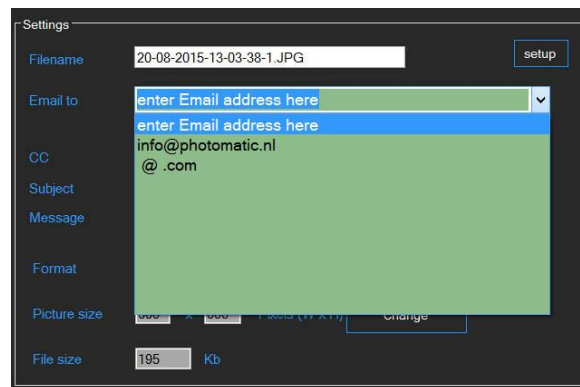 Settings
Filename 20-08-2015-13-03-38-1.JPG setup
Email to enter Email address here
enter Email address here
info@photomatic.nl
@ .com
CC
Subject
Message
Format
Picture size x Pixels (W x H) Change
File size 195 Kb